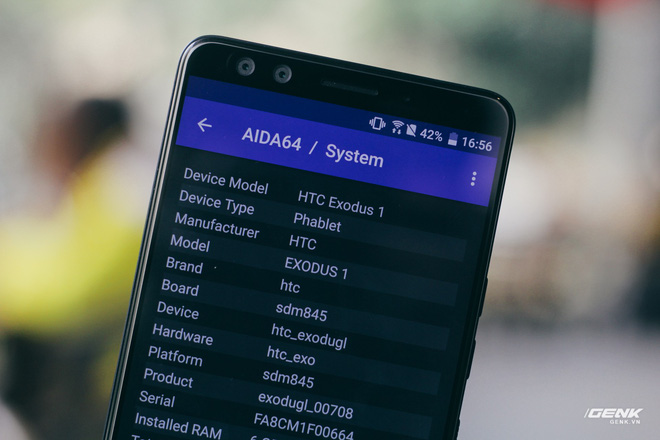 42% 16:56
AIDA64 / System
Device Model HTC Exodus 1
Device Type Phablet
Manufacturer HTC
Model EXODUS 1
Brand htc
Board sdm845
Device htc_exodugl
Hardware htc_exo
Platform sdm845
Product exodugl_00708
Serial FA8CM1F00664
Installed RAM
GENK
GENK.VN